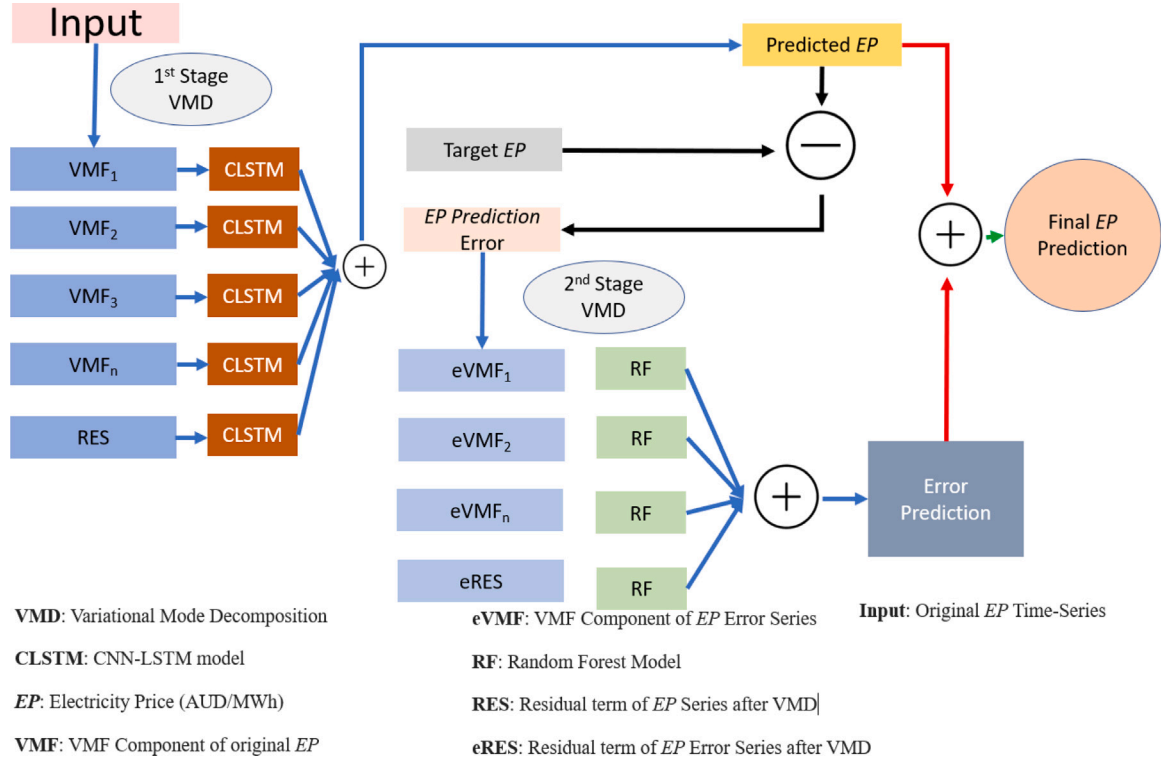 Input
1st Stage
VMD
VMF1
CLSTM
VMF2
CLSTM
VMF3
CLSTM
VMFn
CLSTM
RES
CLSTM
+
Predicted EP
Target EP
—
EP Prediction
Error
2nd Stage
VMD
eVMF1
RF
eVMF2
RF
eVMFn
RF
eRES
RF
+
Error
Prediction
+
Final EP
Prediction
VMD: Variational Mode Decomposition
CLSTM: CNN-LSTM model
EP: Electricity Price (AUD/MWh)
VMF: VMF Component of original EP
eVMF: VMF Component of EP Error Series
RF: Random Forest Model
RES: Residual term of EP Series after VMD
eRES: Residual term of EP Error Series after VMD
Input: Original EP Time-Series